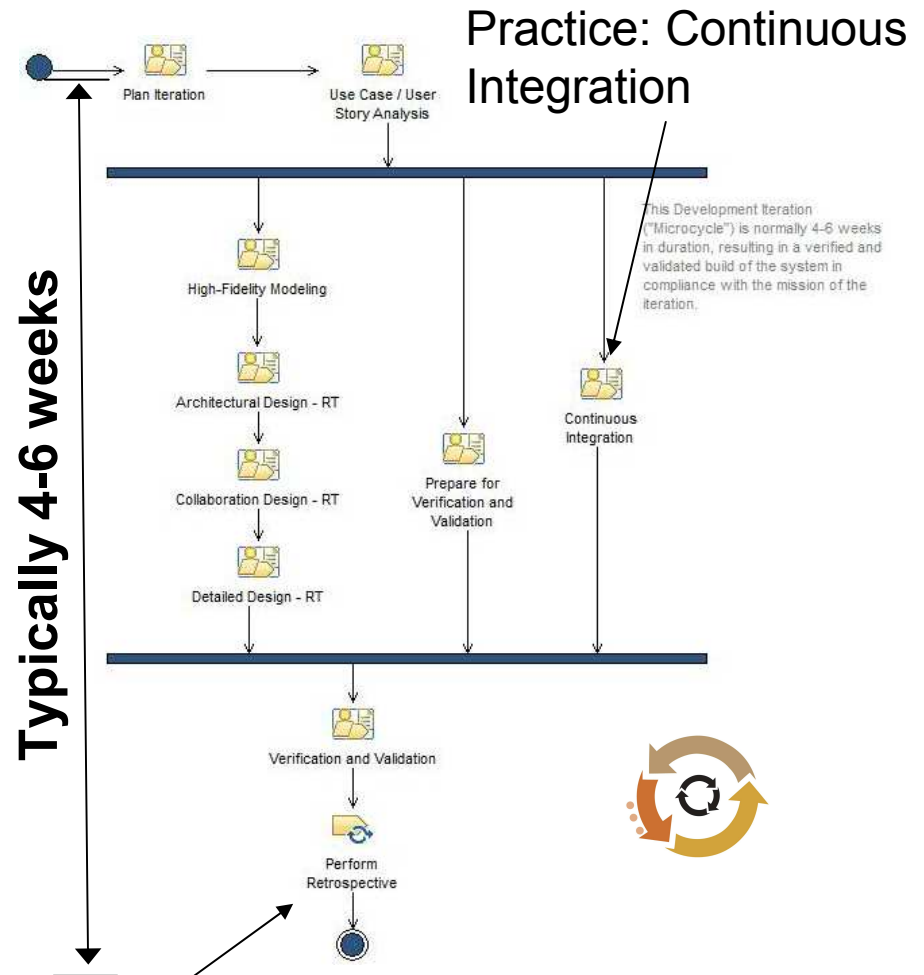 Practice: Continuous
Integration
Plan Iteration
Use Case / User
Story Analysis
This Development Iteration
("Microcycle") is normally 4-6 weeks
in duration, resulting in a verified and
validated build of the system in
compliance with the mission of the
iteration.
Typically 4-6 weeks
High-Fidelity Modeling
Architectural Design - RT
Collaboration Design - RT
Detailed Design - RT
Prepare for
Verification and
Validation
Continuous
Integration
Verification and Validation
Perform
Retrospective